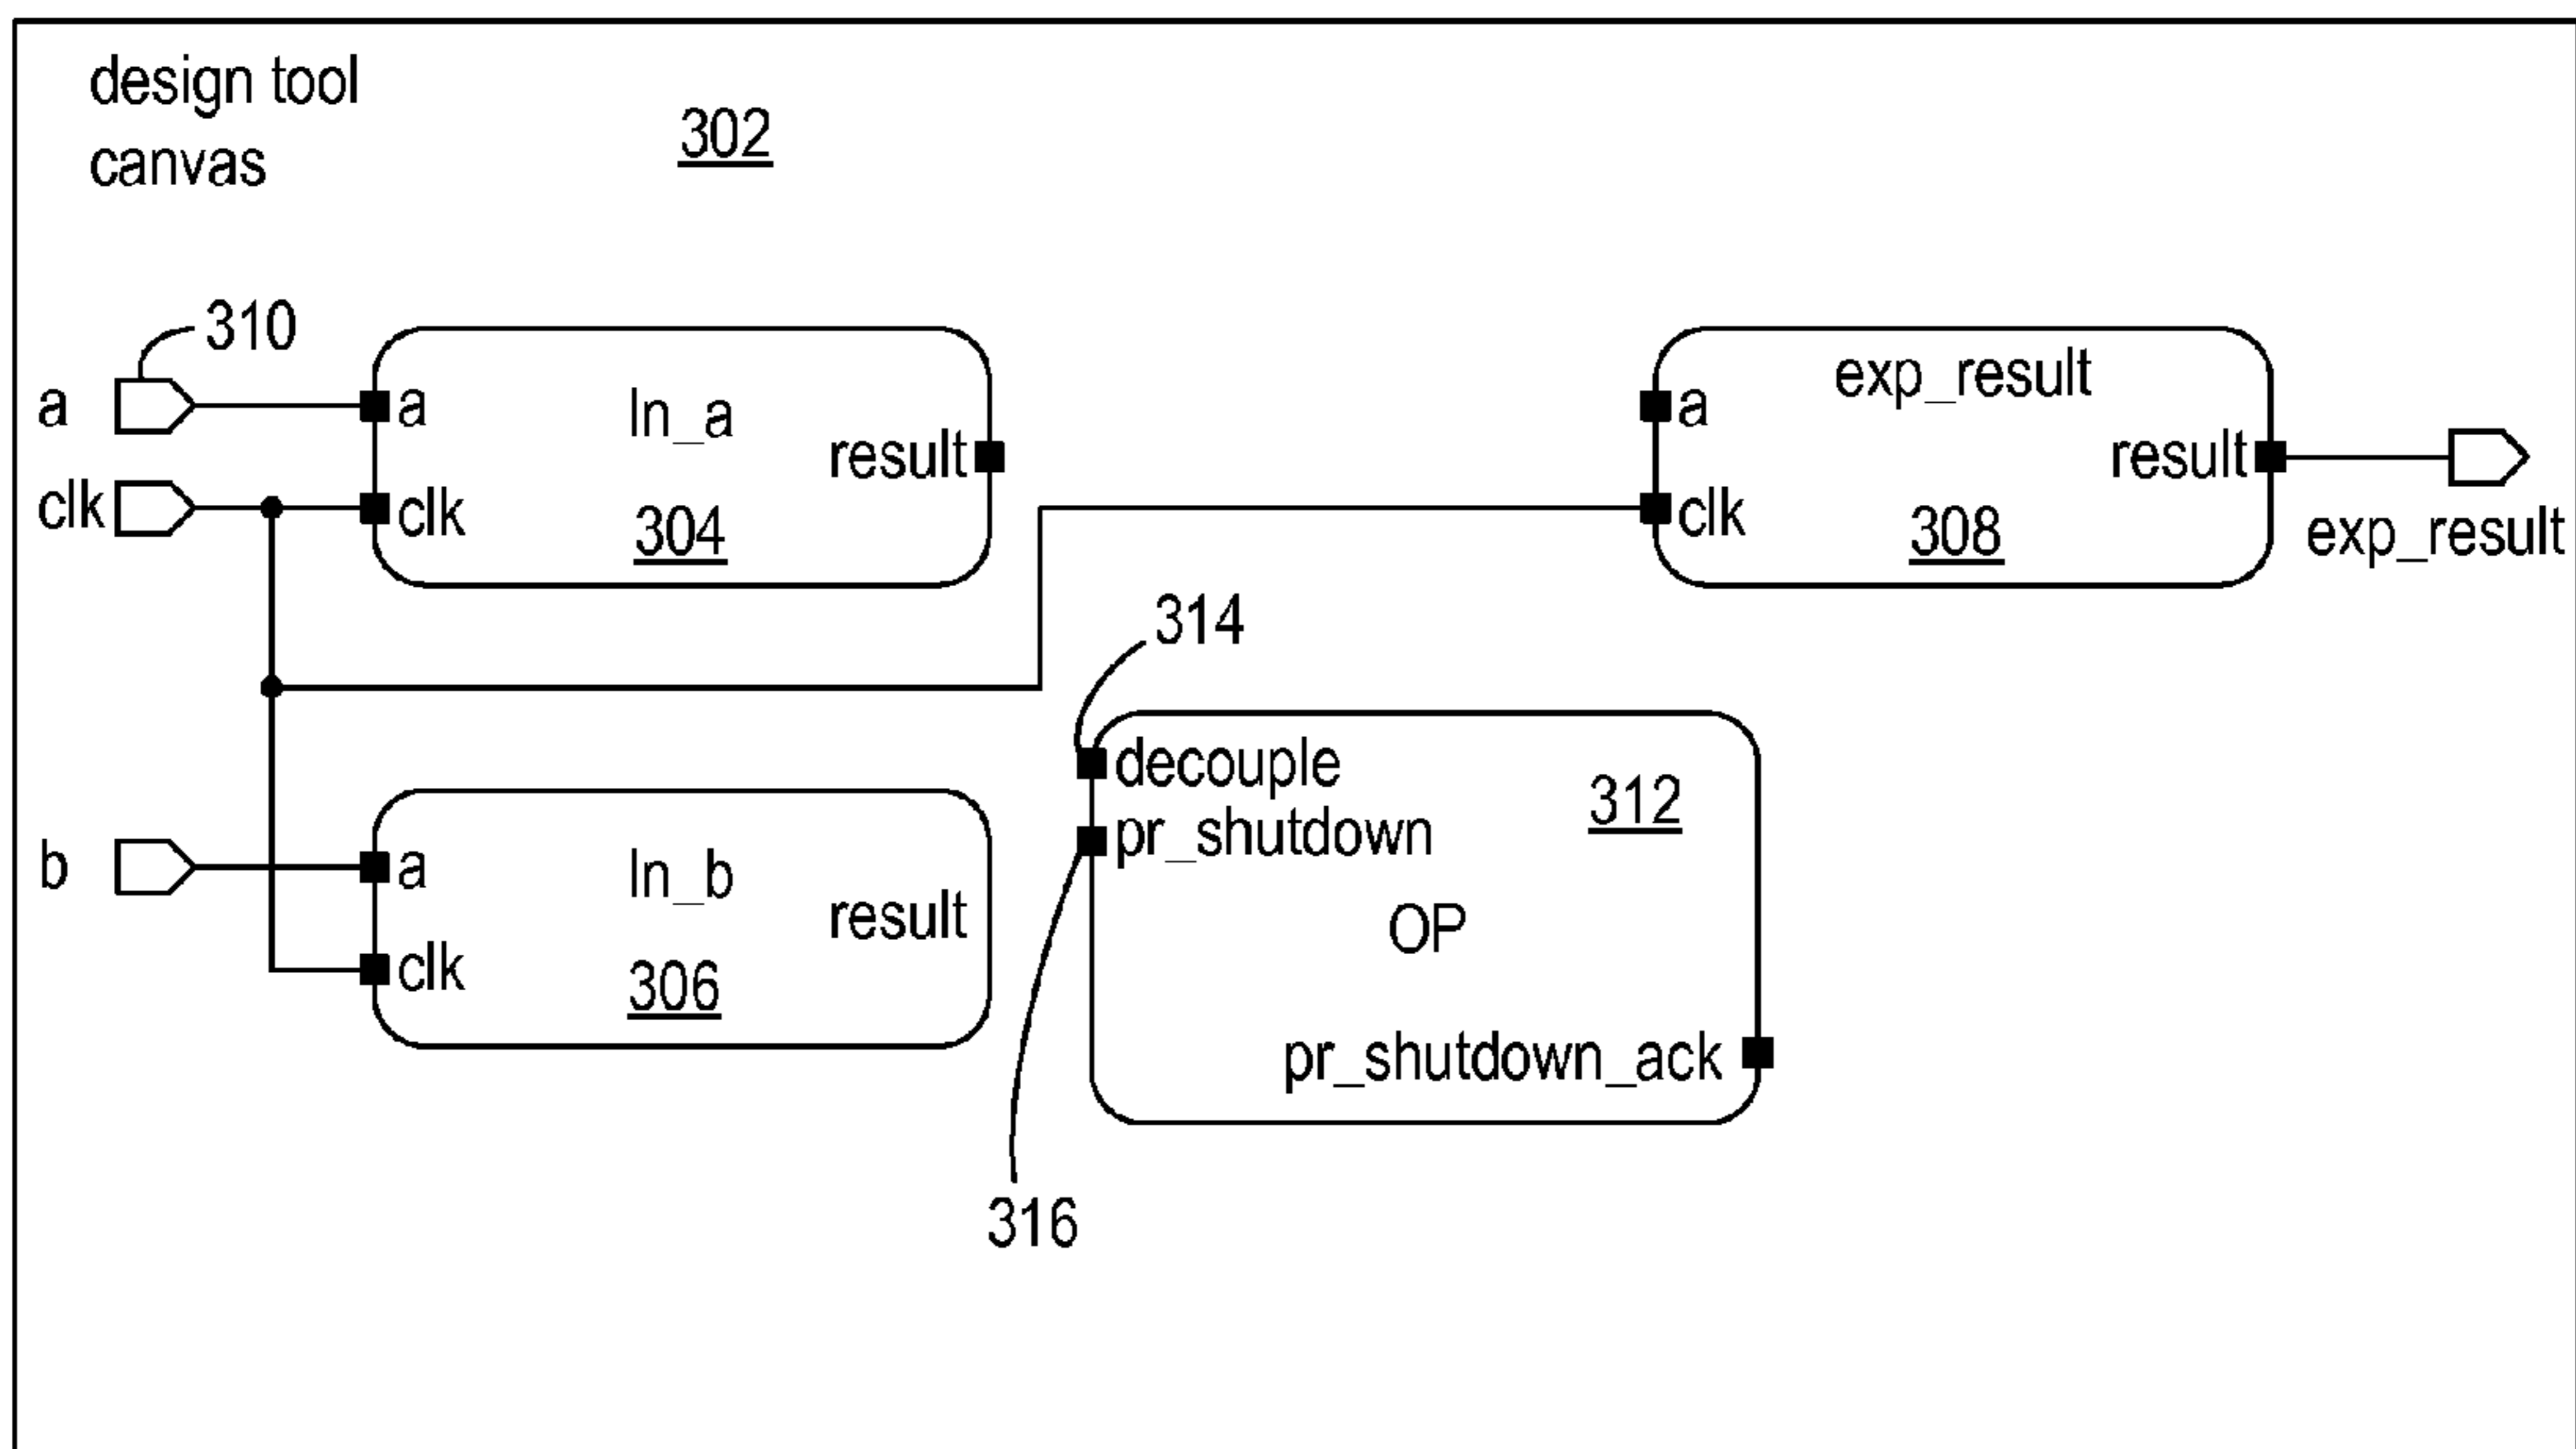 design tool
canvas
302
310
a
a
ln_a
result
clk
clk
304
exp_result
a
result
clk
308
exp_result
314
b
a
ln_b
result
clk
306
decouple
312
pr_shutdown
OP
pr_shutdown_ack
316